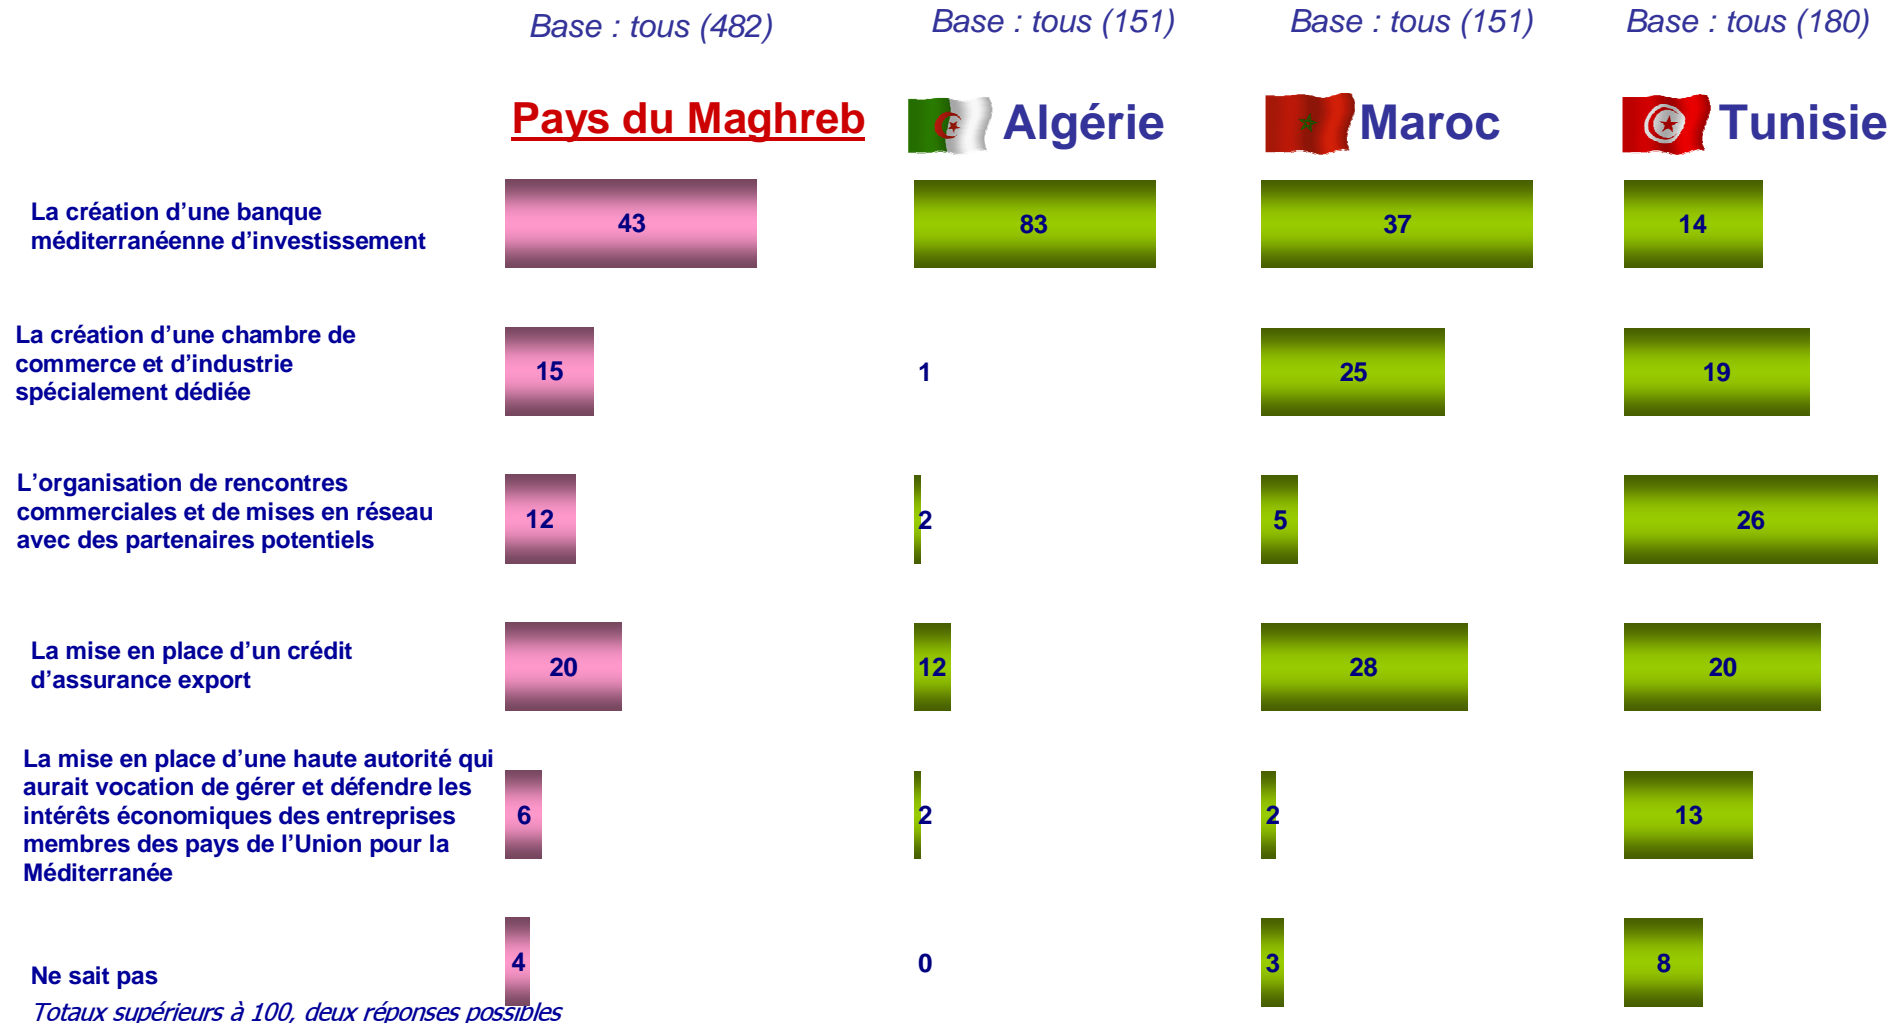 Base : tous (482)
Base : tous (151)
Base : tous (151)
Base : tous (180)
Pays du Maghreb
Algérie
Maroc
Tunisie
La création d’une banque
méditerranéenne d’investissement
43
83
37
14
La création d’une chambre de
commerce et d’industrie
spécialement dédiée
15
1
25
19
L’organisation de rencontres
commerciales et de mises en réseau
avec des partenaires potentiels
12
2
5
26
La mise en place d’un crédit
d’assurance export
20
12
28
20
La mise en place d’une haute autorité qui
aurait vocation de gérer et défendre les
intérêts économiques des entreprises
membres des pays de l’Union pour la
Méditerranée
6
2
2
13
Ne sait pas
4
0
3
8
Totaux supérieurs à 100, deux réponses possibles